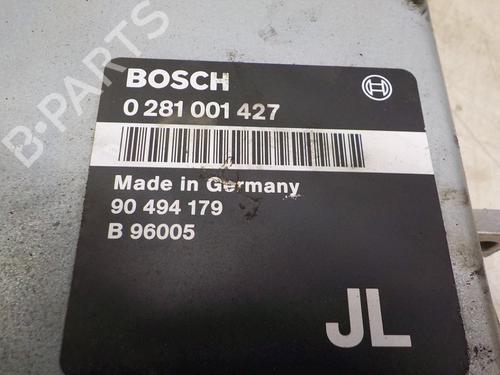 B-PARTS
BOSCH
0 281 001 427
Made in Germany
90 494 179
B 96005
JL